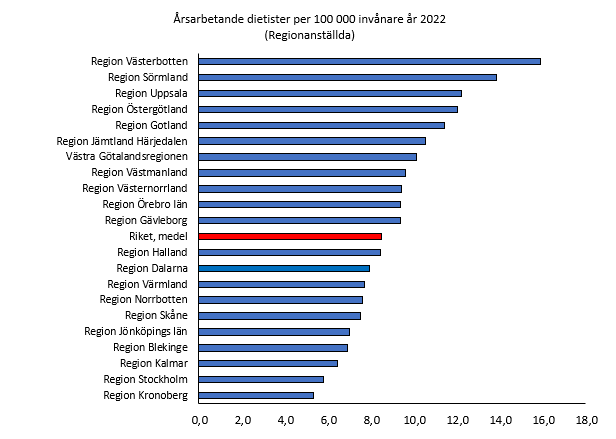 Årsarbetande dietister per 100 000 invånare år 2022
(Regionanställda)
Region Västerbotten
Region Sörmland
Region Uppsala
Region Östergötland
Region Gotland
Region Jämtland Härjedalen
Västra Götalandsregionen
Region Västmanland
Region Västernorrland
Region Örebro län
Region Gävleborg
Riket, medel
Region Halland
Region Dalarna
Region Värmland
Region Norrbotten
Region Skåne
Region Jönköpings län
Region Blekinge
Region Kalmar
Region Stockholm
Region Kronoberg
0,0 2,0 4,0 6,0 8,0 10,0 12,0 14,0 16,0 18,0